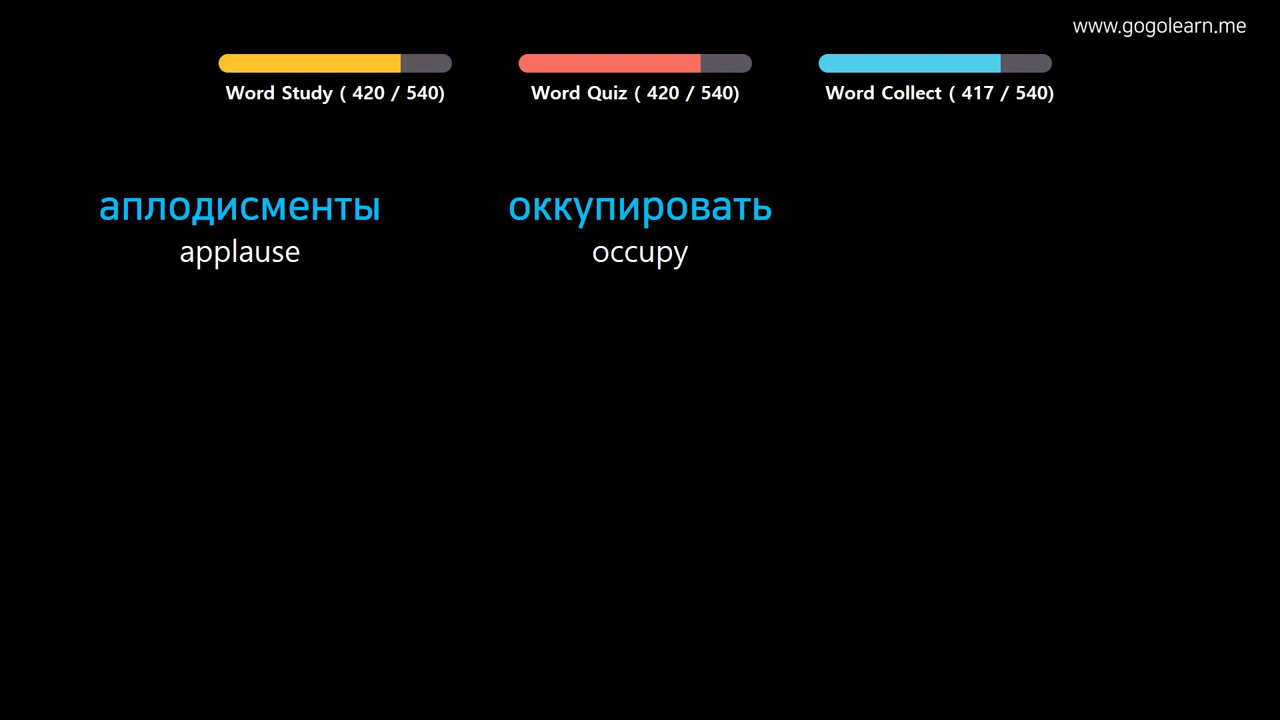 www.gogolearn.me
Word Study ( 420 / 540)
Word Quiz ( 420 / 540)
Word Collect ( 417 / 540)
аплодисменты
applause
оккупировать
occupy